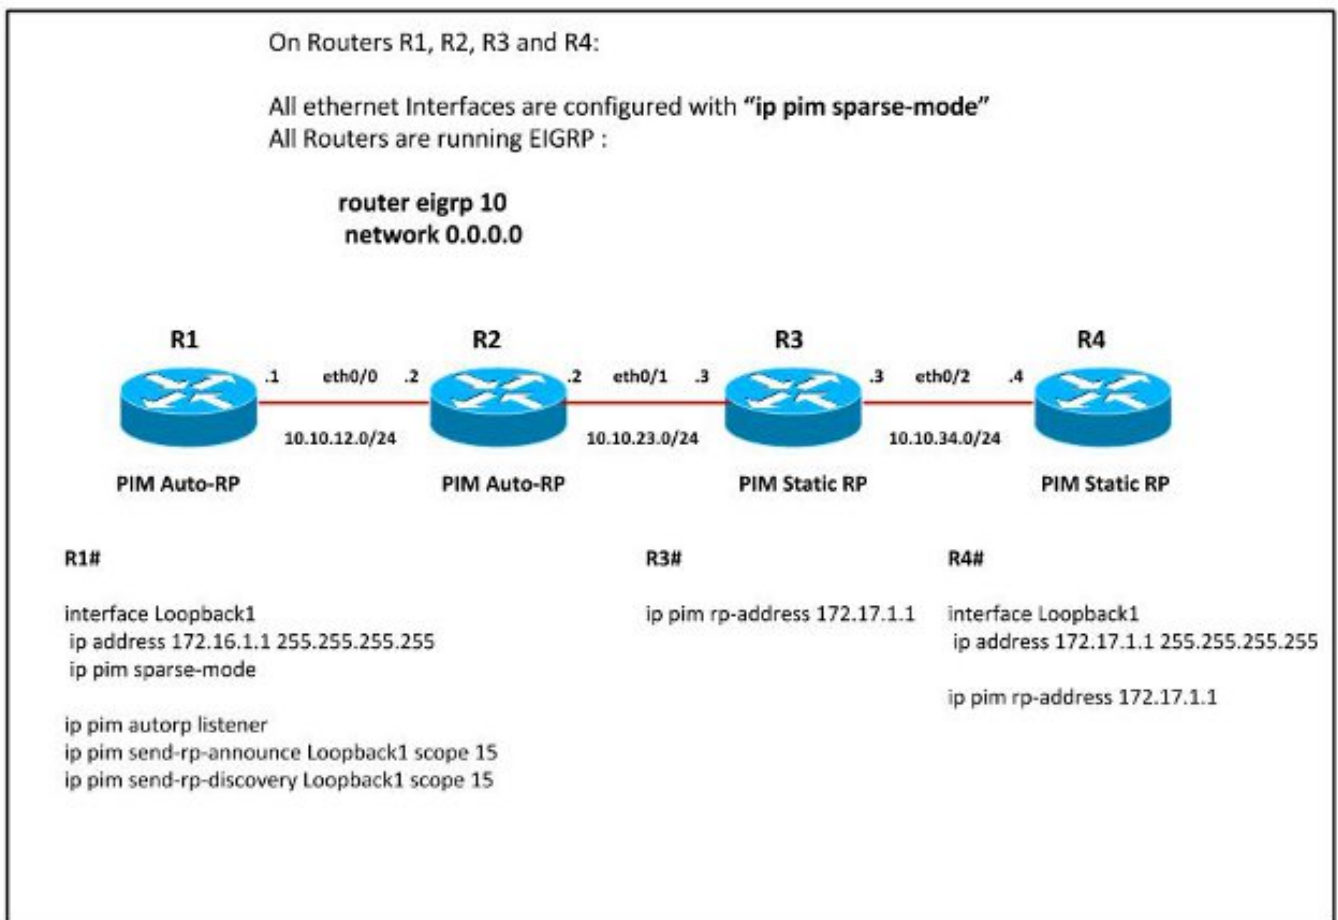 On Routers R1, R2, R3 and R4:
All ethernet Interfaces are configured with “ip pim sparse-mode”
All Routers are running EIGRP :
router eigrp 10
network 0.0.0.0
R1
R2
R3
R4
.1 eth0/0 .2
.2 eth0/1 .3
.3 eth0/2 .4
10.10.12.0/24
10.10.23.0/24
10.10.34.0/24
PIM Auto-RP
PIM Auto-RP
PIM Static RP
PIM Static RP
R1#
interface Loopback1
ip address 172.16.1.1 255.255.255.255
ip pim sparse-mode
ip pim autorp listener
ip pim send-rp-announce Loopback1 scope 15
ip pim send-rp-discovery Loopback1 scope 15
R3#
ip pim rp-address 172.17.1.1
R4#
interface Loopback1
ip address 172.17.1.1 255.255.255.255
ip pim rp-address 172.17.1.1